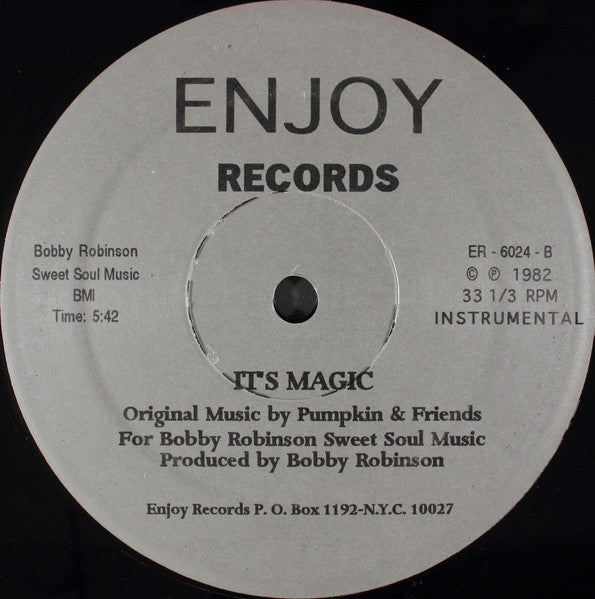 ENJOY
RECORDS
Bobby Robinson
Sweet Soul Music
BMI
Time: 5:42
ER - 6024 - B
© ℗ 1982
33 1/3 RPM
INSTRUMENTAL
IT'S MAGIC
Original Music by Pumpkin & Friends
For Bobby Robinson Sweet Soul Music
Produced by Bobby Robinson
Enjoy Records P. O. Box 1192-N.Y.C. 10027